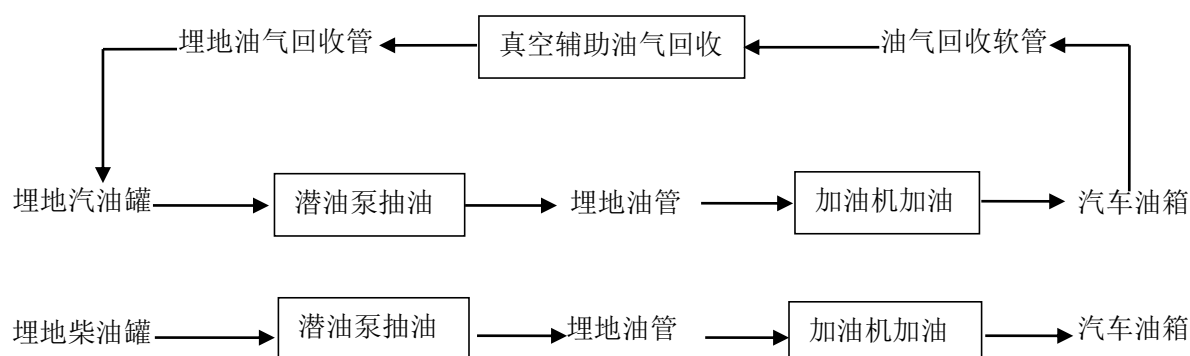 埋地油气回收管 真空辅助油气回收 油气回收软管
埋地汽油罐 潜油泵抽油 埋地油管 加油机加油 汽车油箱
埋地柴油罐 潜油泵抽油 埋地油管 加油机加油 汽车油箱